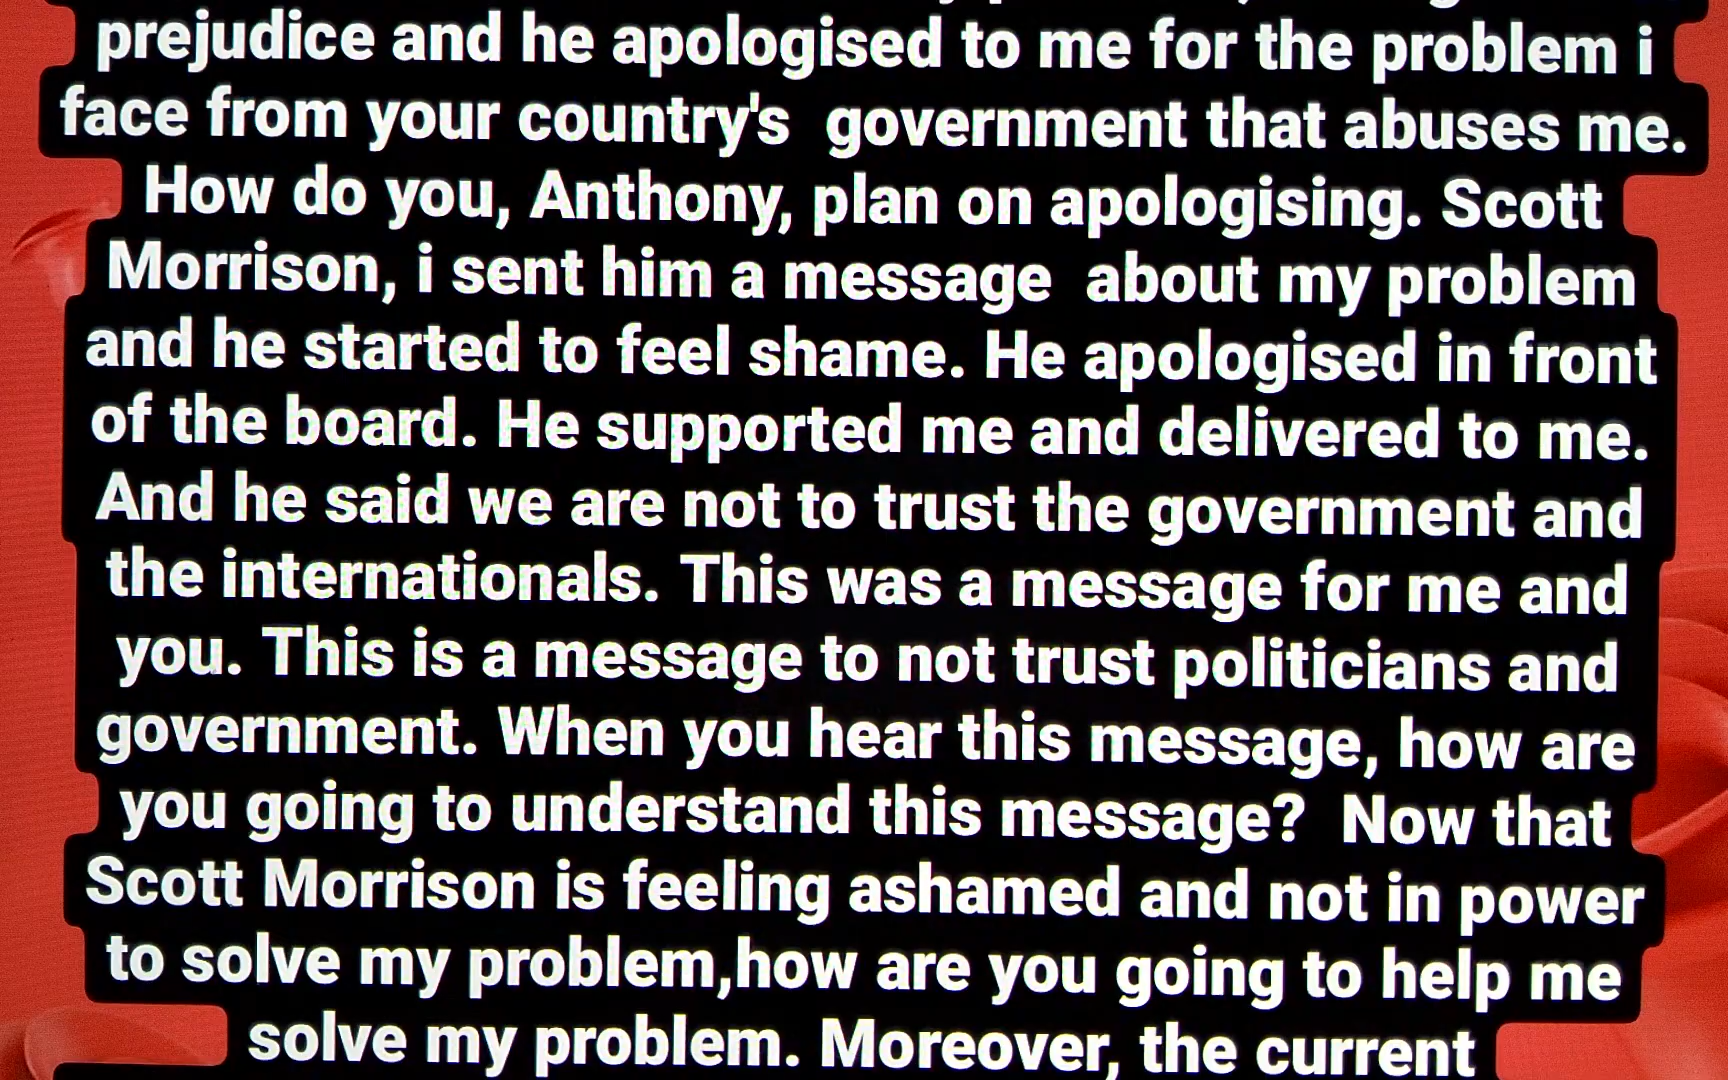 prejudice and he apologised to me for the problem i
face from your country's  government that abuses me.
How do you, Anthony, plan on apologising. Scott
Morrison, i sent him a message  about my problem
and he started to feel shame. He apologised in front
of the board. He supported me and delivered to me.
And he said we are not to trust the government and
the internationals. This was a message for me and
you. This is a message to not trust politicians and
government. When you hear this message, how are
you going to understand this message?  Now that
Scott Morrison is feeling ashamed and not in power
to solve my problem,how are you going to help me
solve my problem. Moreover, the current